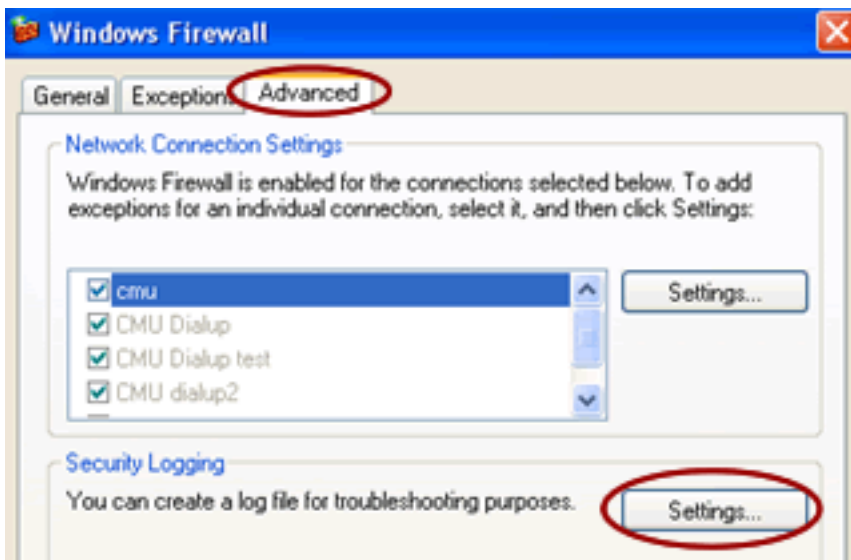 Windows Firewall
General Exceptions Advanced
Network Connection Settings
Windows Firewall is enabled for the connections selected below. To add
exceptions for an individual connection, select it, and then click Settings:
cmu
Settings...
CMU Dialup
CMU Dialup test
CMU dialup2
Security Logging
You can create a log file for troubleshooting purposes.
Settings...